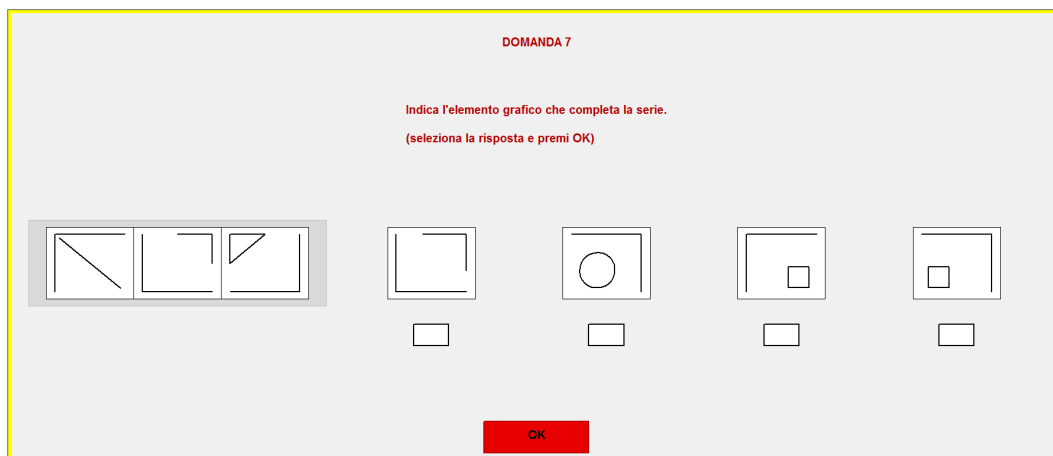 DOMANDA 7
Indica l'elemento grafico che completa la serie.
(seleziona la risposta e premi OK)
OK